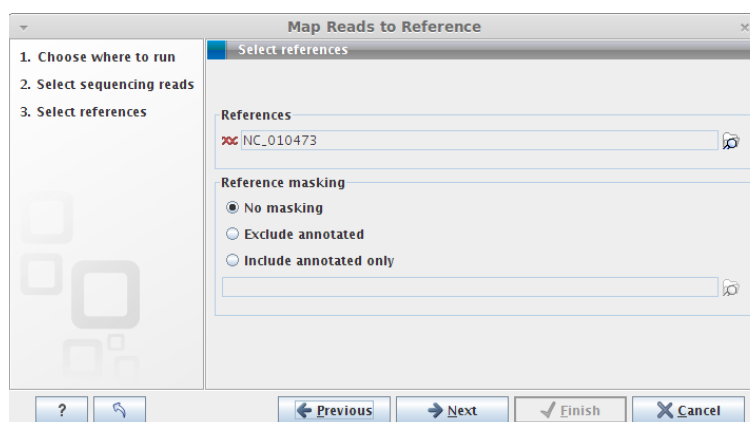 Map Reads to Reference
1. Choose where to run
2. Select sequencing reads
3. Select references
Select references
References
NC_010473
Reference masking
No masking
Exclude annotated
Include annotated only
? Previous Next Finish Cancel